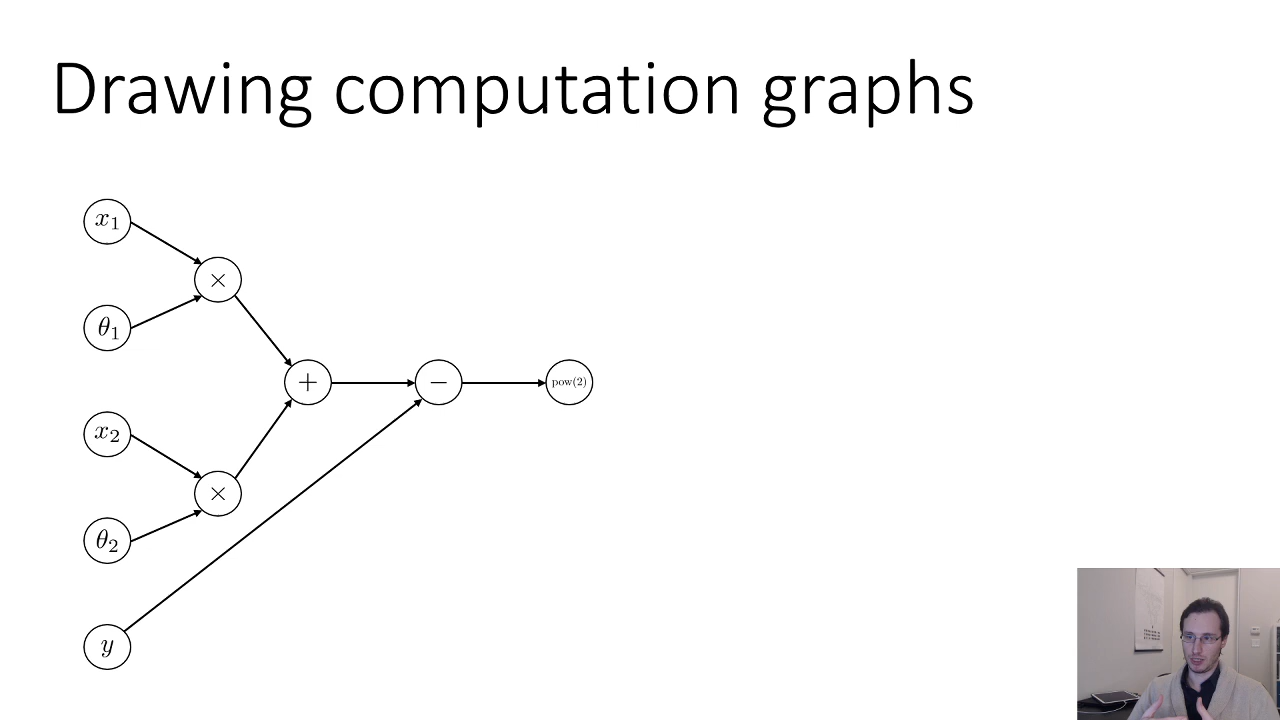 Drawing computation graphs
x₁
×
θ₁
+
−
pow(2)
x₂
×
θ₂
y